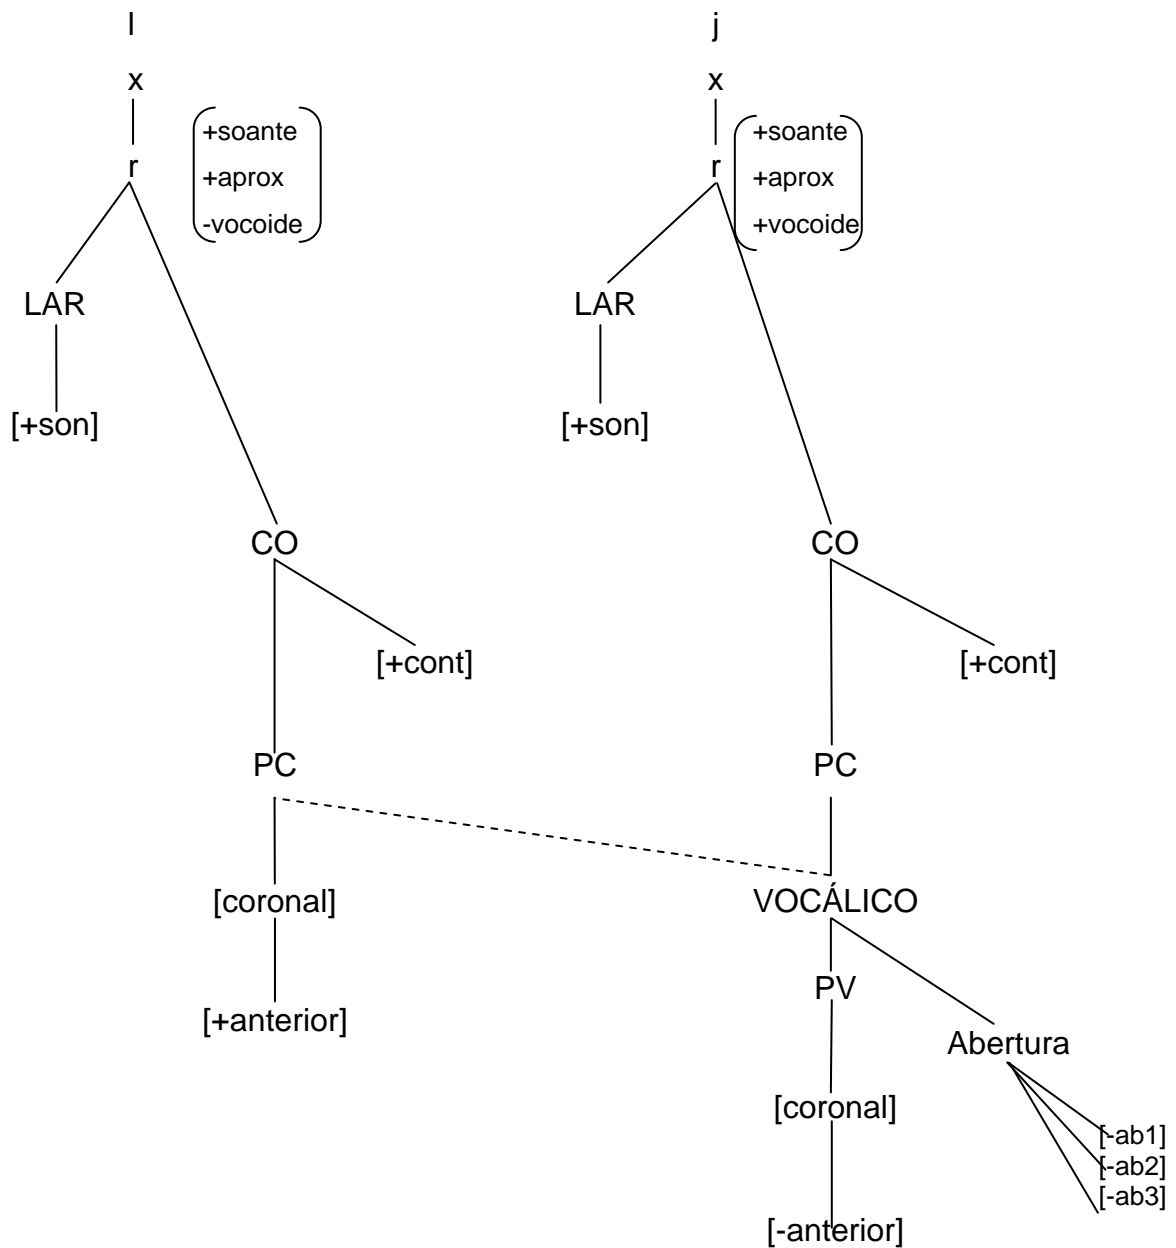 l j
x x
+soante +soante
r +aprox r +aprox
-vocoide +vocoide
LAR LAR
[+son] [+son]
CO CO
[+cont] [+cont]
PC PC
[coronal] VOCÁLICO
PV
[+anterior] Abertura
[coronal]
[-ab1]
[-ab2]
[-ab3]
[-anterior]